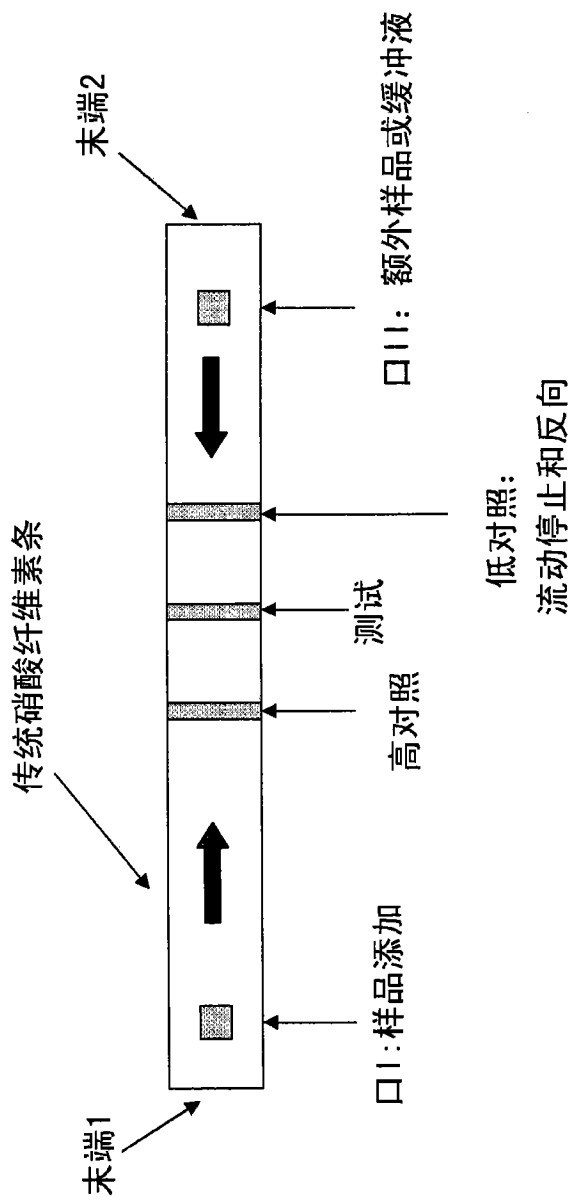 传统硝酸纤维素条
末端1
末端2
口I:样品添加
高对照
测试
低对照:
流动停止和反向
口II: 额外样品或缓冲液